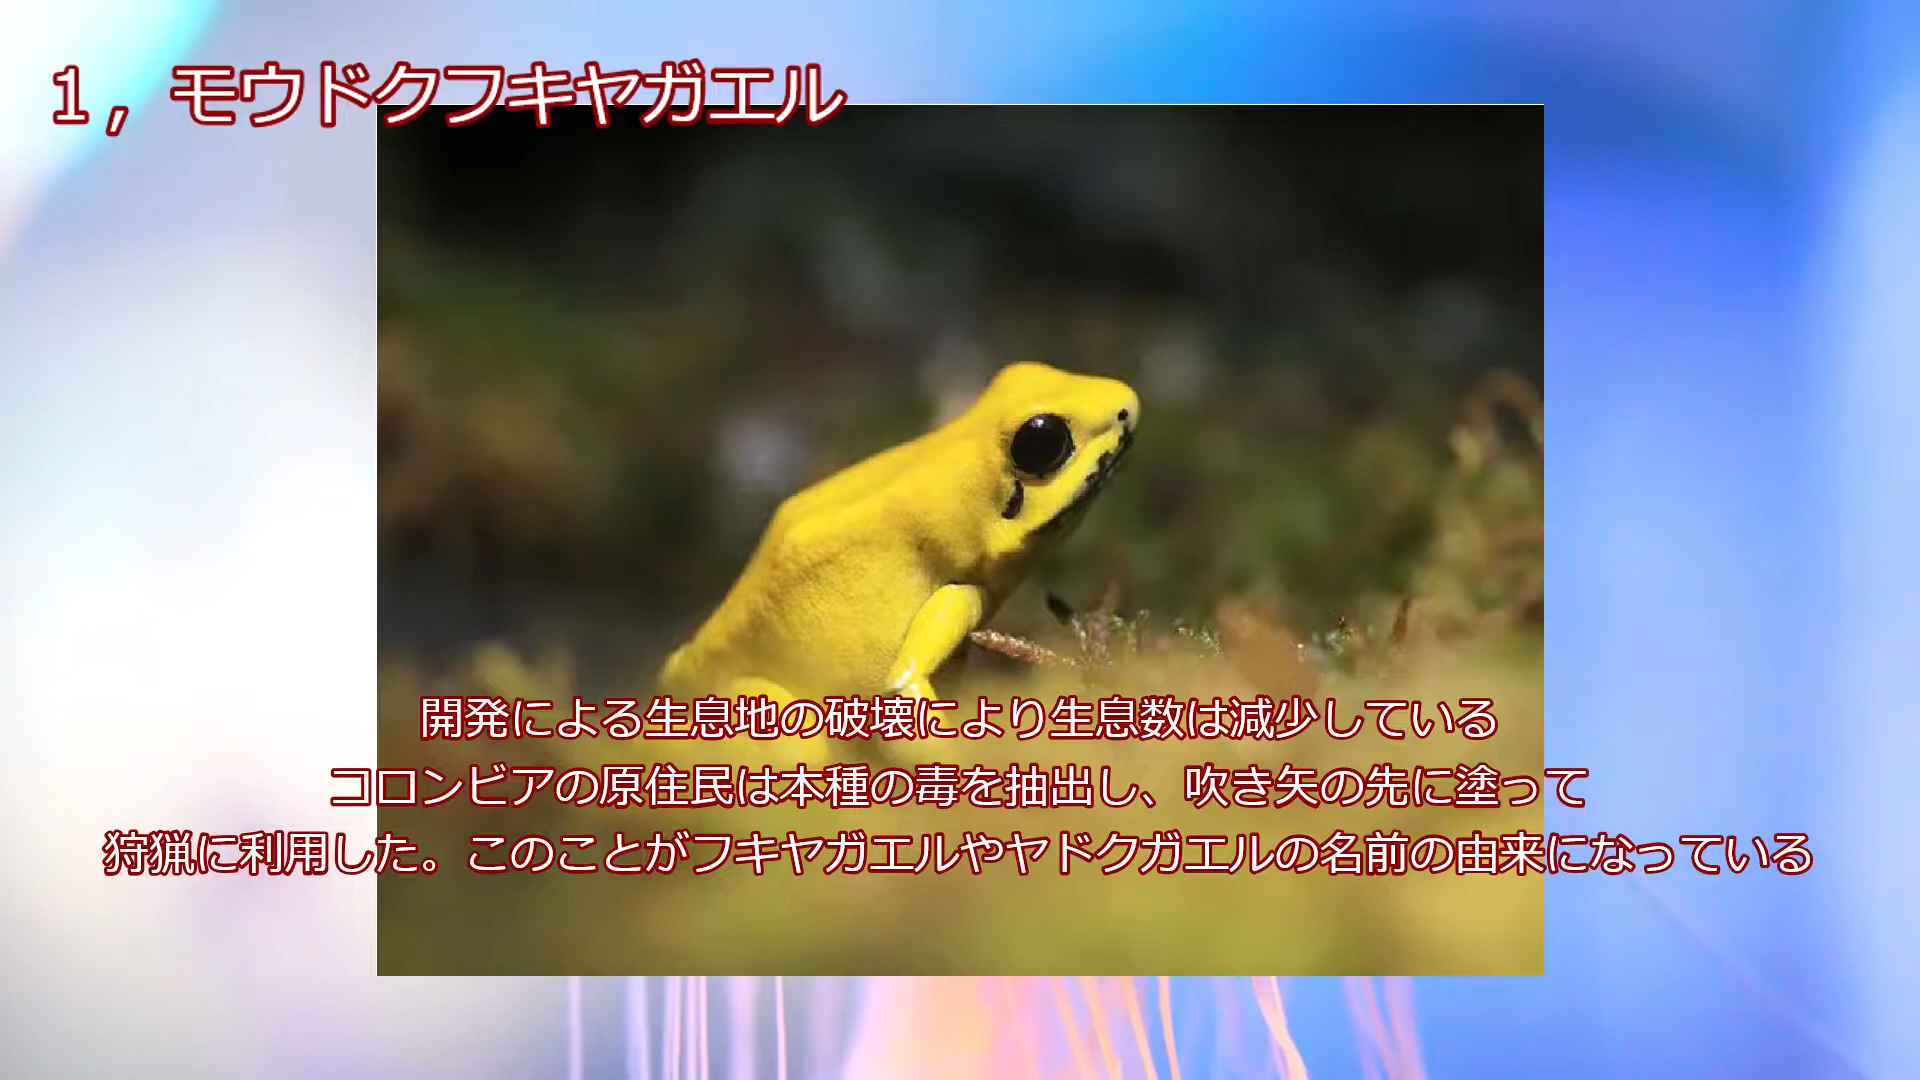 1，モウドクフキヤガエル
開発による生息地の破壊により生息数は減少している
コロンビアの原住民は本種の毒を抽出し、吹き矢の先に塗って
狩猟に利用した。このことがフキヤガエルやヤドクガエルの名前の由来になっている